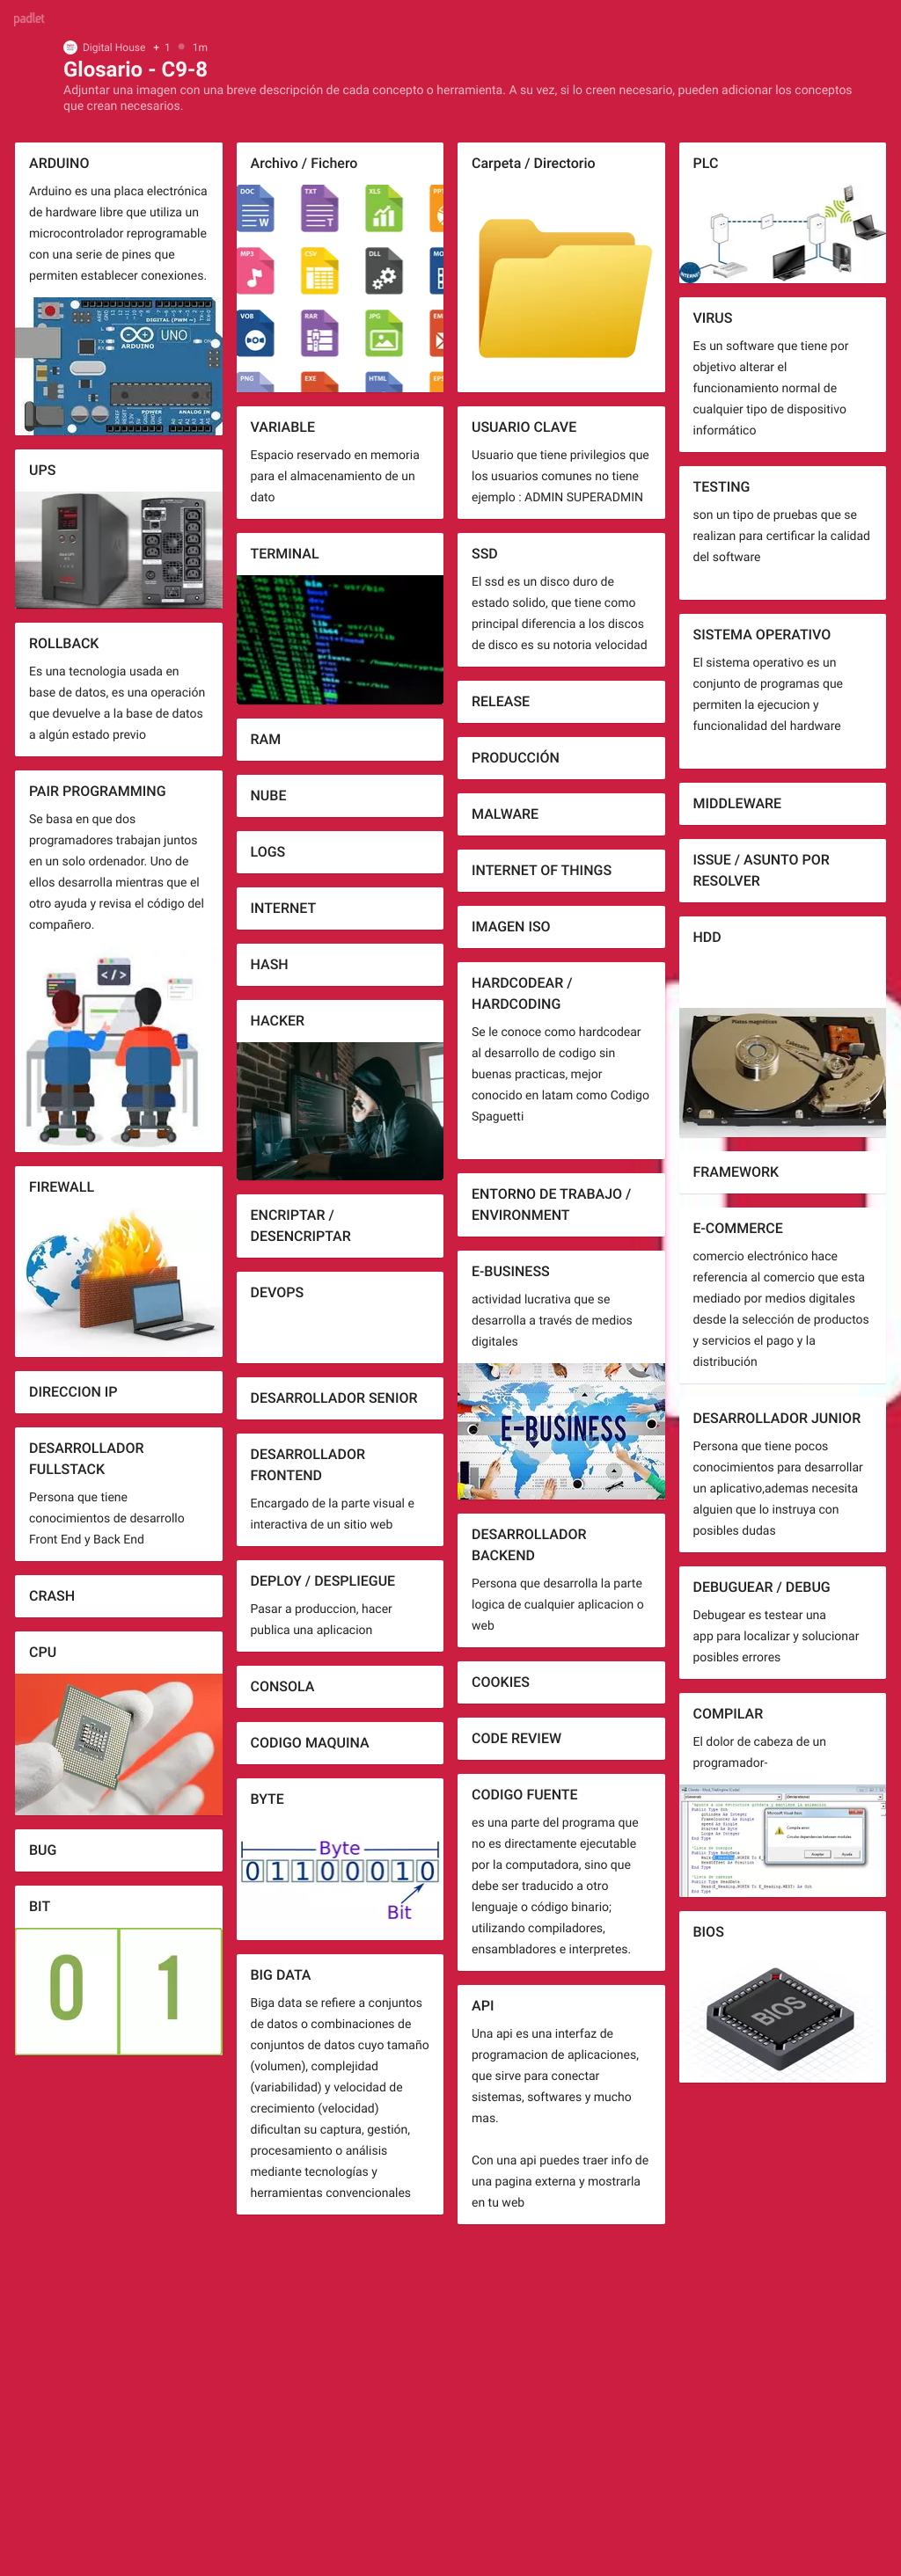 padlet
Digital House + 1 1m
Glosario - C9-8
Adjuntar una imagen con una breve descripción de cada concepto o herramienta. A su vez, si lo creen necesario, pueden adicionar los conceptos
que crean necesarios.
ARDUINO
Arduino es una placa electrónica
de hardware libre que utiliza un
microcontrolador reprogramable
con una serie de pines que
permiten establecer conexiones.
DIGITAL (PWM ~)
UNO
ARDUINO
POWER
ANALOG IN
UPS
ROLLBACK
Es una tecnologia usada en
base de datos, es una operación
que devuelve a la base de datos
a algún estado previo
PAIR PROGRAMMING
Se basa en que dos
programadores trabajan juntos
en un solo ordenador. Uno de
ellos desarrolla mientras que el
otro ayuda y revisa el código del
compañero.
</>
FIREWALL
DIRECCION IP
DESARROLLADOR
FULLSTACK
Persona que tiene
conocimientos de desarrollo
Front End y Back End
CRASH
CPU
BUG
BIT
0 1
Archivo / Fichero
DOC TXT XLS PPT
W T
MP3 CSV DLL MO
VOB RAR JPG EM
PNG EXE HTML EPS
VARIABLE
Espacio reservado en memoria
para el almacenamiento de un
dato
TERMINAL
RAM
NUBE
LOGS
INTERNET
HASH
HACKER
ENCRIPTAR /
DESENCRIPTAR
DEVOPS
DESARROLLADOR SENIOR
DESARROLLADOR
FRONTEND
Encargado de la parte visual e
interactiva de un sitio web
DEPLOY / DESPLIEGUE
Pasar a produccion, hacer
publica una aplicacion
CONSOLA
CODIGO MAQUINA
BYTE
Byte
01100010
Bit
BIG DATA
Biga data se refiere a conjuntos
de datos o combinaciones de
conjuntos de datos cuyo tamaño
(volumen), complejidad
(variabilidad) y velocidad de
crecimiento (velocidad)
dificultan su captura, gestión,
procesamiento o análisis
mediante tecnologías y
herramientas convencionales
Carpeta / Directorio
USUARIO CLAVE
Usuario que tiene privilegios que
los usuarios comunes no tiene
ejemplo : ADMIN SUPERADMIN
SSD
El ssd es un disco duro de
estado solido, que tiene como
principal diferencia a los discos
de disco es su notoria velocidad
RELEASE
PRODUCCIÓN
MALWARE
INTERNET OF THINGS
IMAGEN ISO
HARDCODEAR /
HARDCODING
Se le conoce como hardcodear
al desarrollo de codigo sin
buenas practicas, mejor
conocido en latam como Codigo
Spaguetti
ENTORNO DE TRABAJO /
ENVIRONMENT
E-BUSINESS
actividad lucrativa que se
desarrolla a través de medios
digitales
E-BUSINESS
DESARROLLADOR
BACKEND
Persona que desarrolla la parte
logica de cualquier aplicacion o
web
COOKIES
CODE REVIEW
CODIGO FUENTE
es una parte del programa que
no es directamente ejecutable
por la computadora, sino que
debe ser traducido a otro
lenguaje o código binario;
utilizando compiladores,
ensambladores e interpretes.
API
Una api es una interfaz de
programacion de aplicaciones,
que sirve para conectar
sistemas, softwares y mucho
mas.
Con una api puedes traer info de
una pagina externa y mostrarla
en tu web
PLC
INTERNET
VIRUS
Es un software que tiene por
objetivo alterar el
funcionamiento normal de
cualquier tipo de dispositivo
informático
TESTING
son un tipo de pruebas que se
realizan para certificar la calidad
del software
SISTEMA OPERATIVO
El sistema operativo es un
conjunto de programas que
permiten la ejecucion y
funcionalidad del hardware
MIDDLEWARE
ISSUE / ASUNTO POR
RESOLVER
HDD
Platos magnéticos
Cabezales
FRAMEWORK
E-COMMERCE
comercio electrónico hace
referencia al comercio que esta
mediado por medios digitales
desde la selección de productos
y servicios el pago y la
distribución
DESARROLLADOR JUNIOR
Persona que tiene pocos
conocimientos para desarrollar
un aplicativo,ademas necesita
alguien que lo instruya con
posibles dudas
DEBUGUEAR / DEBUG
Debugear es testear una
app para localizar y solucionar
posibles errores
COMPILAR
El dolor de cabeza de un
programador-
BIOS
BIOS